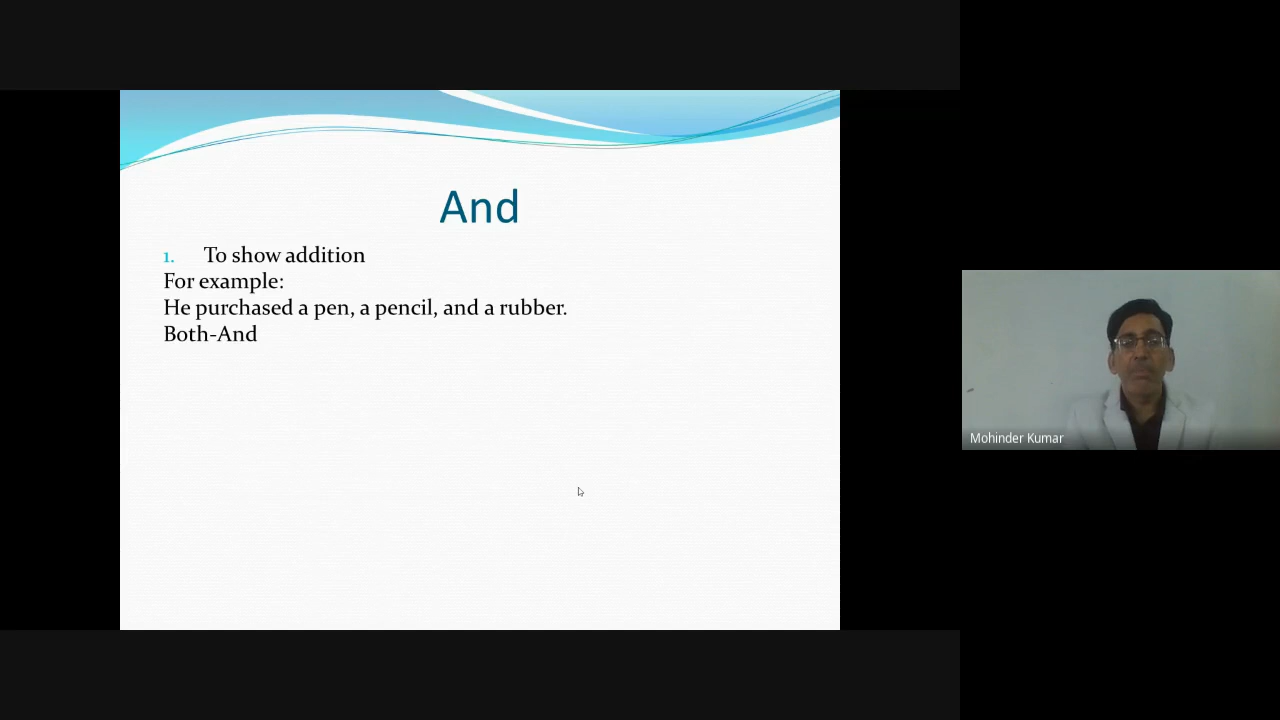 And
1. To show addition
For example:
He purchased a pen, a pencil, and a rubber.
Both-And
Mohinder Kumar